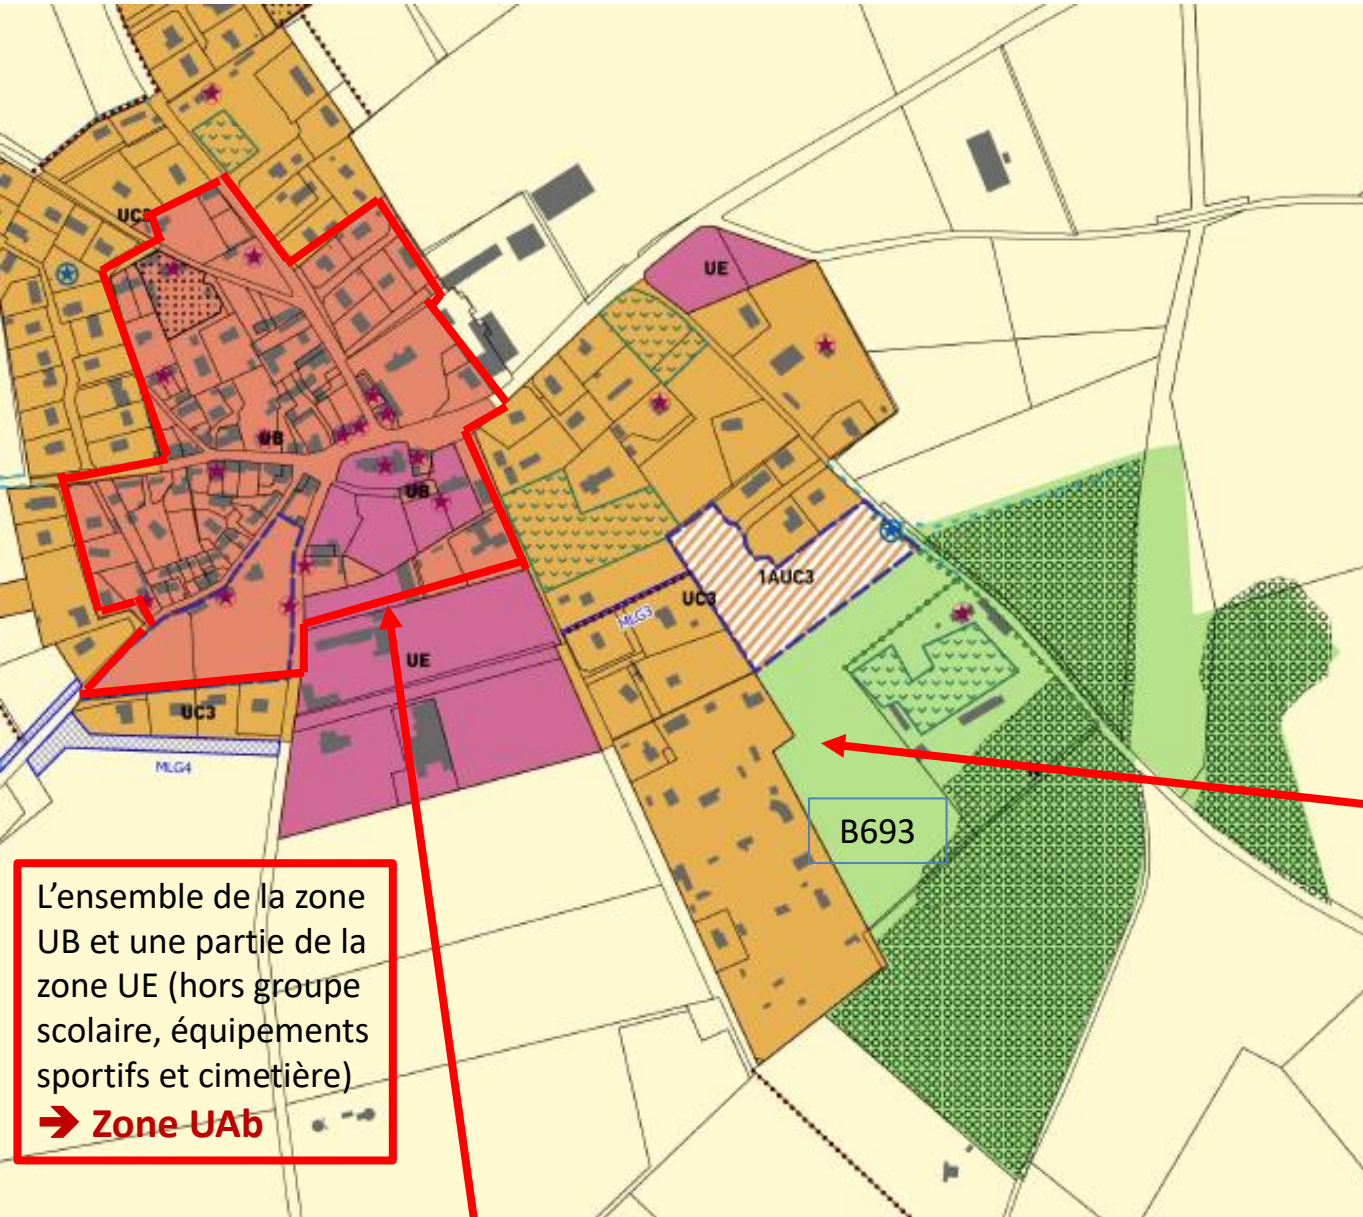 UC3
UE
UB
UB
1AUC3
UC3
MLG3
UE
UC3
MLG4
B693
L'ensemble de la zone
UB et une partie de la
zone UE (hors groupe
scolaire, équipements
sportifs et cimetière)
➔ Zone UAb